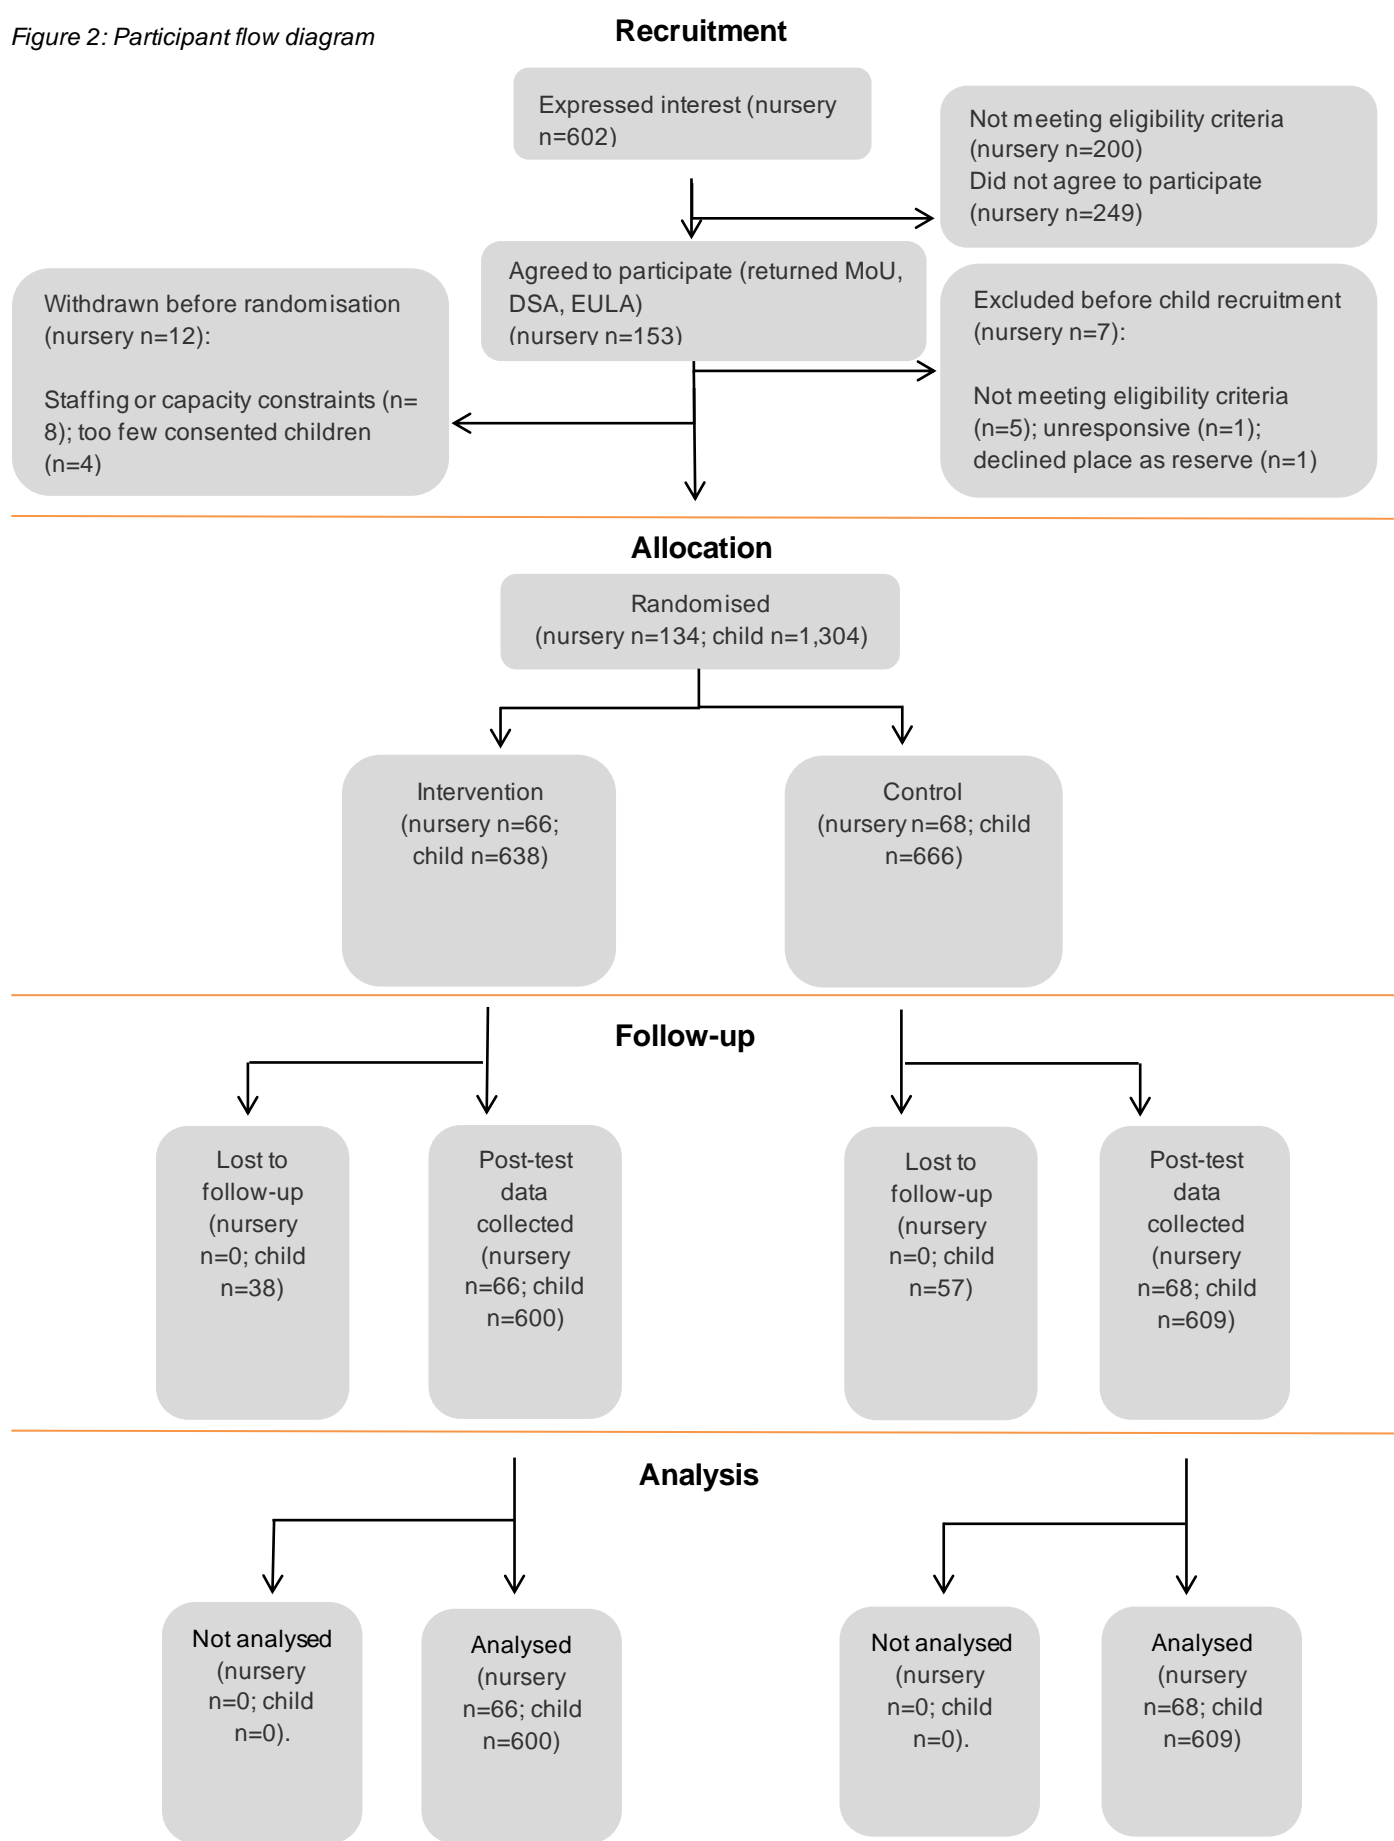 Figure 2: Participant flow diagram
Recruitment
Expressed interest (nursery
n=602)
Not meeting eligibility criteria
(nursery n=200)
Did not agree to participate
(nursery n=249)
Agreed to participate (returned MoU,
DSA, EULA)
(nursery n=153)
Withdrawn before randomisation
(nursery n=12):
Staffing or capacity constraints (n=
8); too few consented children
(n=4)
Excluded before child recruitment
(nursery n=7):
Not meeting eligibility criteria
(n=5); unresponsive (n=1);
declined place as reserve (n=1)
Allocation
Randomised
(nursery n=134; child n=1,304)
Intervention
(nursery n=66;
child n=638)
Control
(nursery n=68; child
n=666)
Follow-up
Lost to
follow-up
(nursery
n=0; child
n=38)
Post-test
data
collected
(nursery
n=66; child
n=600)
Lost to
follow-up
(nursery
n=0; child
n=57)
Post-test
data
collected
(nursery
n=68; child
n=609)
Analysis
Not analysed
(nursery
n=0; child
n=0).
Analysed
(nursery
n=66; child
n=600)
Not analysed
(nursery
n=0; child
n=0).
Analysed
(nursery
n=68; child
n=609)